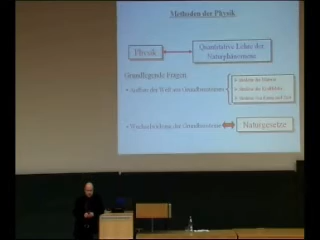 Methoden der Physik
Physik
Quantitative Lehre der
Naturphänomene
Grundlegende Fragen
• Aufbau der Welt aus Grundbausteinen
• Wechselwirkung der Grundbausteine
Naturgesetze